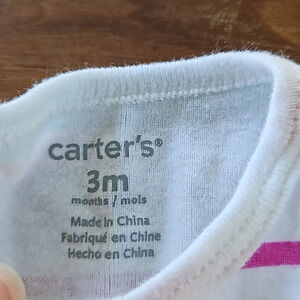 carter's®
3m
months / mois
Made in China
Fabriqué en Chine
Hecho en China